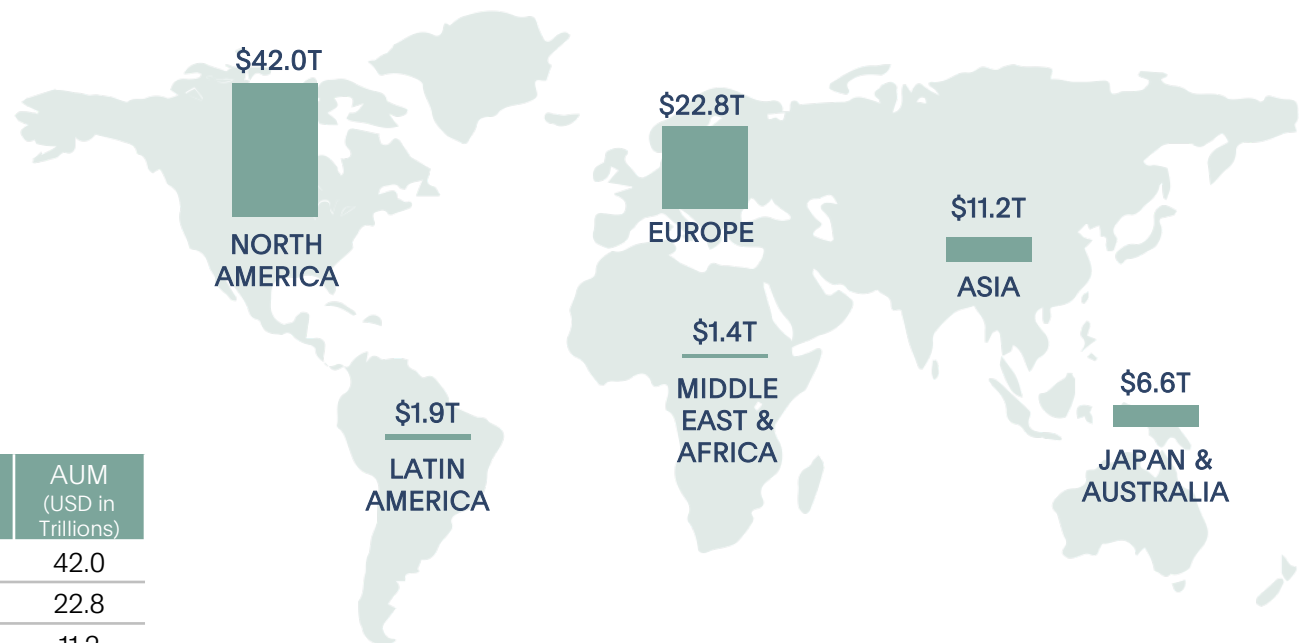 $42.0T
NORTH
AMERICA
$22.8T
EUROPE
$11.2T
ASIA
$1.4T
MIDDLE
EAST &
AFRICA
$6.6T
JAPAN &
AUSTRALIA
$1.9T
LATIN
AMERICA
AUM
(USD in
Trillions)
42.0
22.8